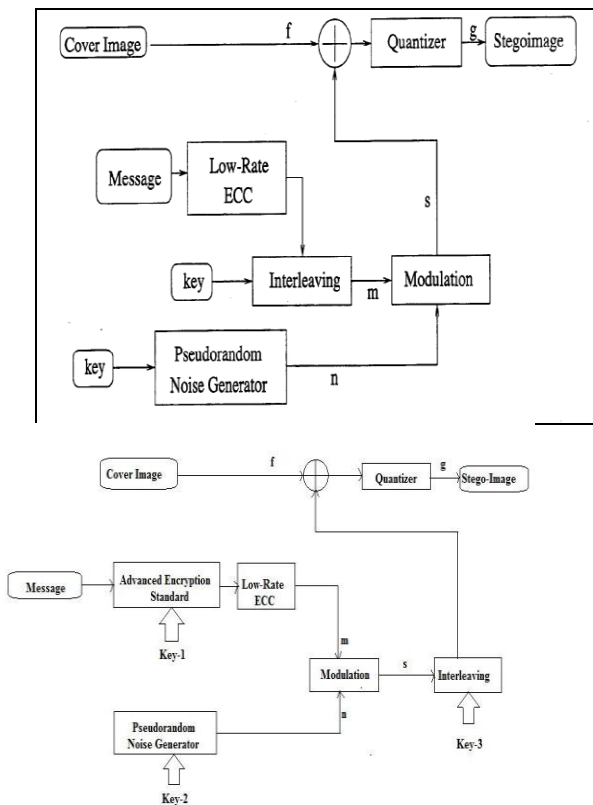 Cover Image
f
Quantizer
g
Stegoimage
Message
Low-Rate
ECC
s
key
Interleaving
m
Modulation
key
Pseudorandom
Noise Generator
n
Cover Image
f
Quantizer
g
Stego-Image
Message
Advanced Encryption
Standard
Low-Rate
ECC
Key-1
m
Modulation
s
Interleaving
n
Pseudorandom
Noise Generator
Key-3
Key-2